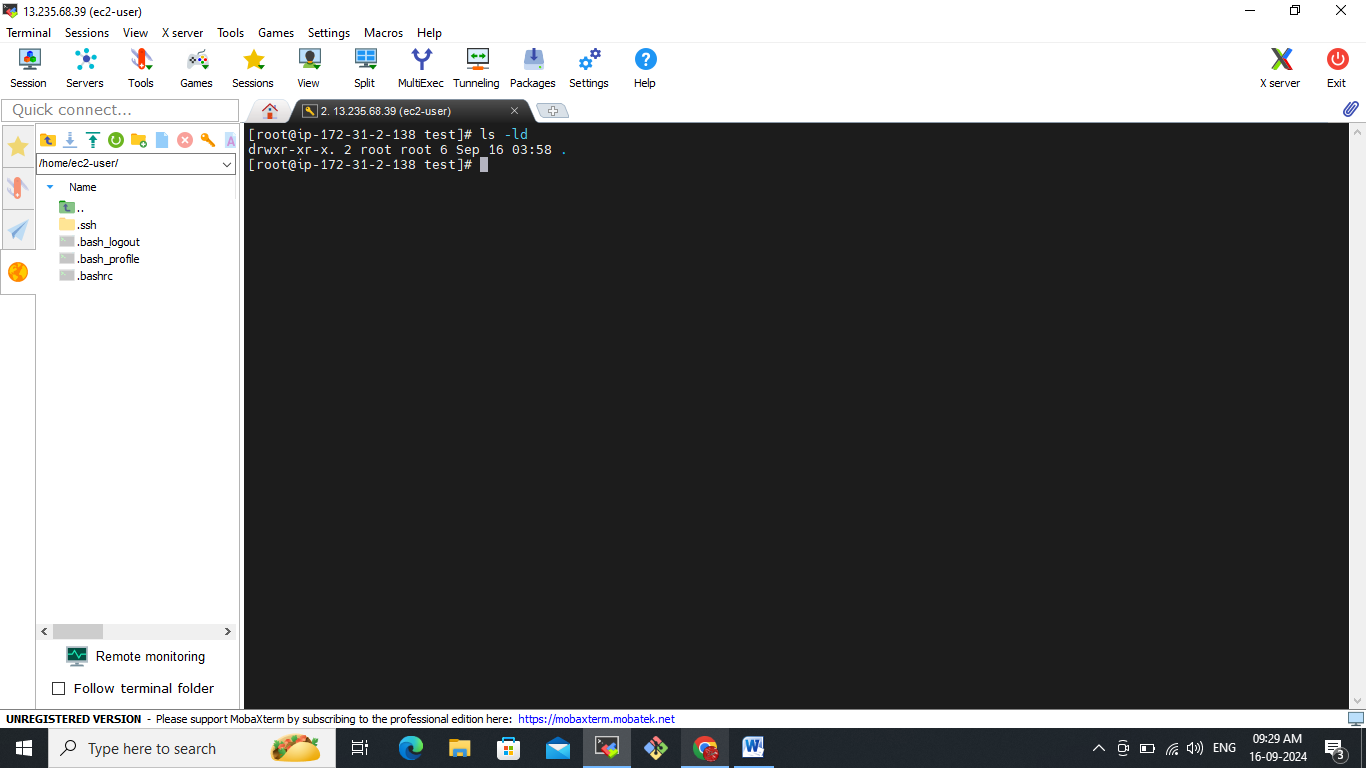 13.235.68.39 (ec2-user)
Terminal Sessions View X server Tools Games Settings Macros Help
Session Servers Tools Games Sessions View Split MultiExec Tunneling Packages Settings Help X server Exit
Quick connect...
2. 13.235.68.39 (ec2-user)
/home/ec2-user/
Name
..
.ssh
.bash_logout
.bash_profile
.bashrc
[root@ip-172-31-2-138 test]# ls -ld
drwxr-xr-x. 2 root root 6 Sep 16 03:58 .
[root@ip-172-31-2-138 test]#
Remote monitoring
Follow terminal folder
UNREGISTERED VERSION - Please support MobaXterm by subscribing to the professional edition here: https://mobaxterm.mobatek.net
Type here to search
ENG
09:29 AM
16-09-2024
3